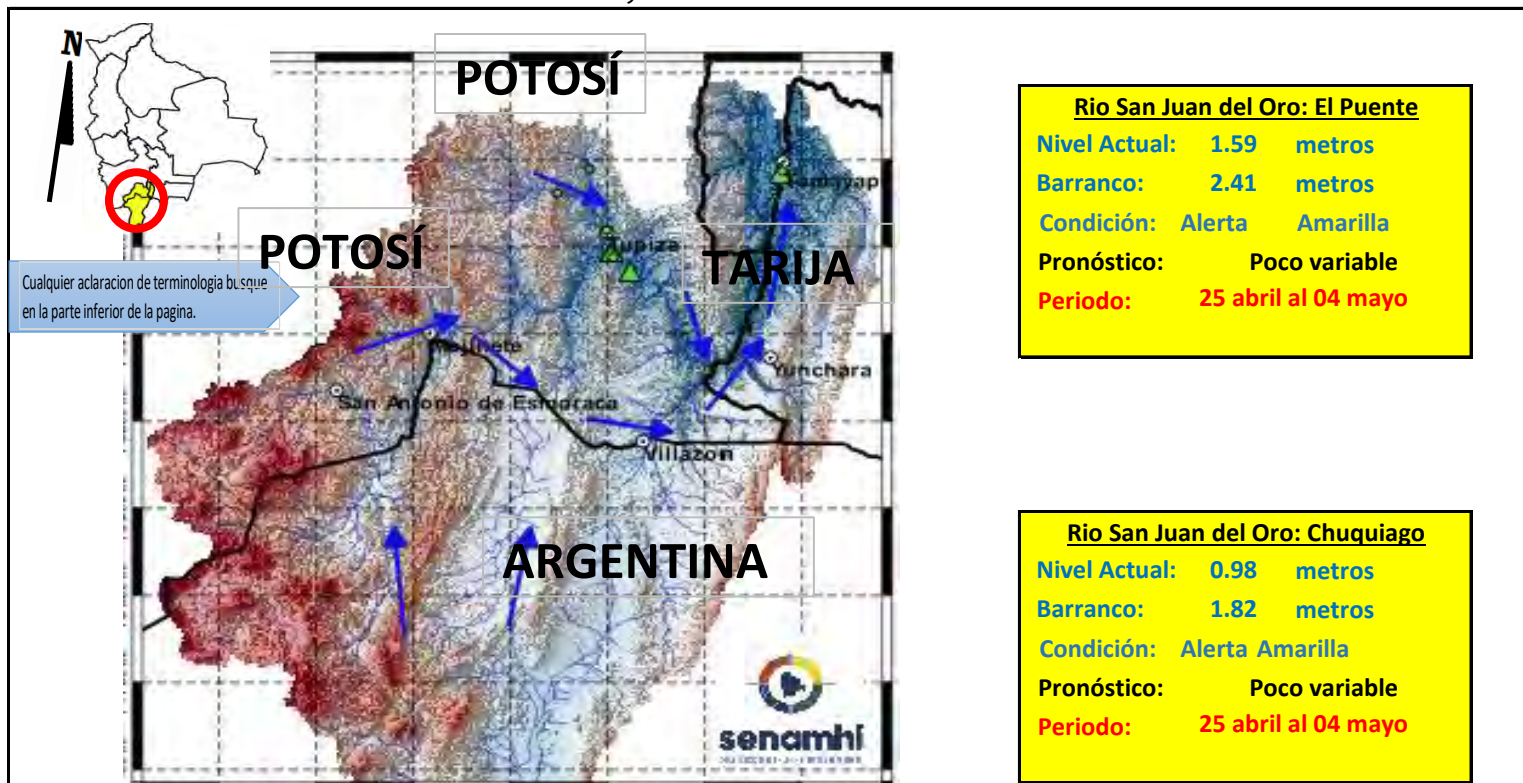 N
POTOSÍ
POTOSÍ
TARIJA
ARGENTINA
Cualquier aclaracion de terminologia busque
en la parte inferior de la pagina.
Tupiza
Mojinete
San Antonio de Esmoraca
Yunchara
Villazon
senamhi
Rio San Juan del Oro: El Puente
Nivel Actual: 1.59 metros
Barranco: 2.41 metros
Condición: Alerta Amarilla
Pronóstico: Poco variable
Periodo: 25 abril al 04 mayo
Rio San Juan del Oro: Chuquiago
Nivel Actual: 0.98 metros
Barranco: 1.82 metros
Condición: Alerta Amarilla
Pronóstico: Poco variable
Periodo: 25 abril al 04 mayo